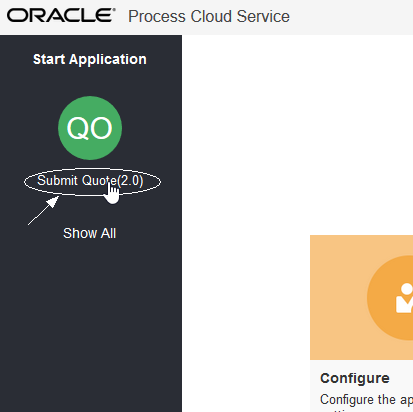 ORACLE® Process Cloud Service
Start Application
QO
Submit Quote(2.0)
Show All
Configure
Configure the ap